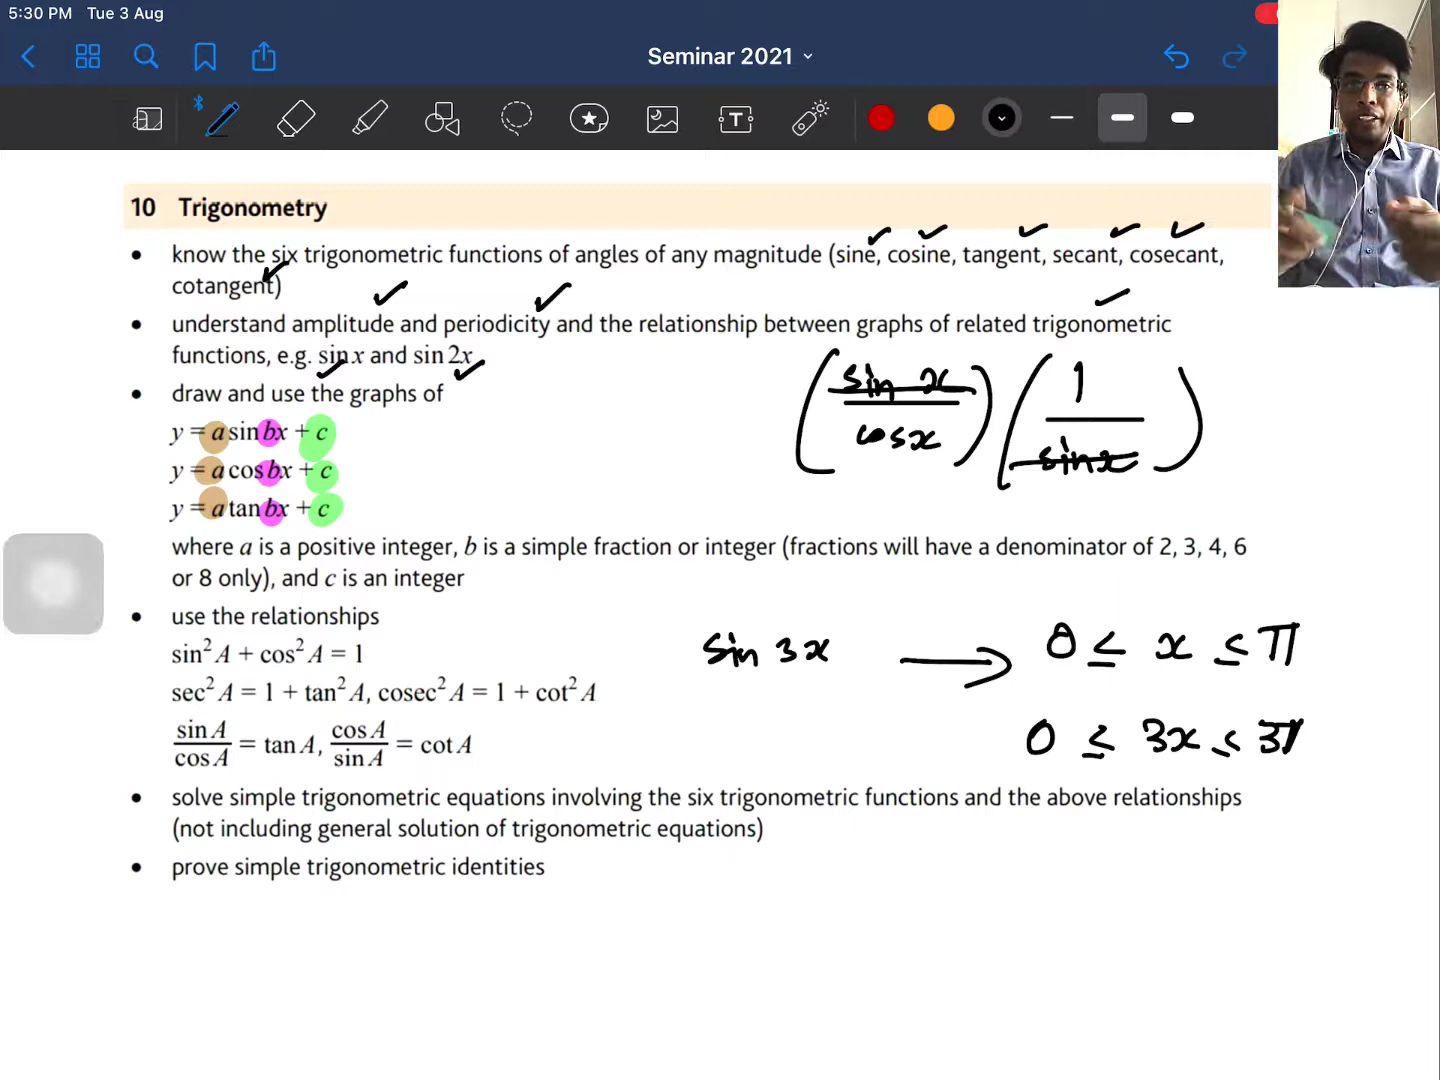 5:30 PM Tue 3 Aug
Seminar 2021
T
10 Trigonometry
• know the six trigonometric functions of angles of any magnitude (sine, cosine, tangent, secant, cosecant,
cotangent)
• understand amplitude and periodicity and the relationship between graphs of related trigonometric
functions, e.g. sin x and sin 2x
• draw and use the graphs of
y = a sin bx + c
y = a cos bx + c
y = a tan bx + c
(sin x / cos x) (1 / sin x)
where a is a positive integer, b is a simple fraction or integer (fractions will have a denominator of 2, 3, 4, 6
or 8 only), and c is an integer
• use the relationships
sin² A + cos² A = 1
sec² A = 1 + tan² A, cosec² A = 1 + cot² A
sin A / cos A = tan A, cos A / sin A = cot A
sin 3x → 0 ≤ x ≤ π
0 ≤ 3x ≤ 3π
• solve simple trigonometric equations involving the six trigonometric functions and the above relationships
(not including general solution of trigonometric equations)
• prove simple trigonometric identities